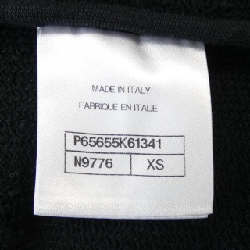 MADE IN ITALY
FABRIQUE EN ITALIE
P65655K61341
N9776 XS